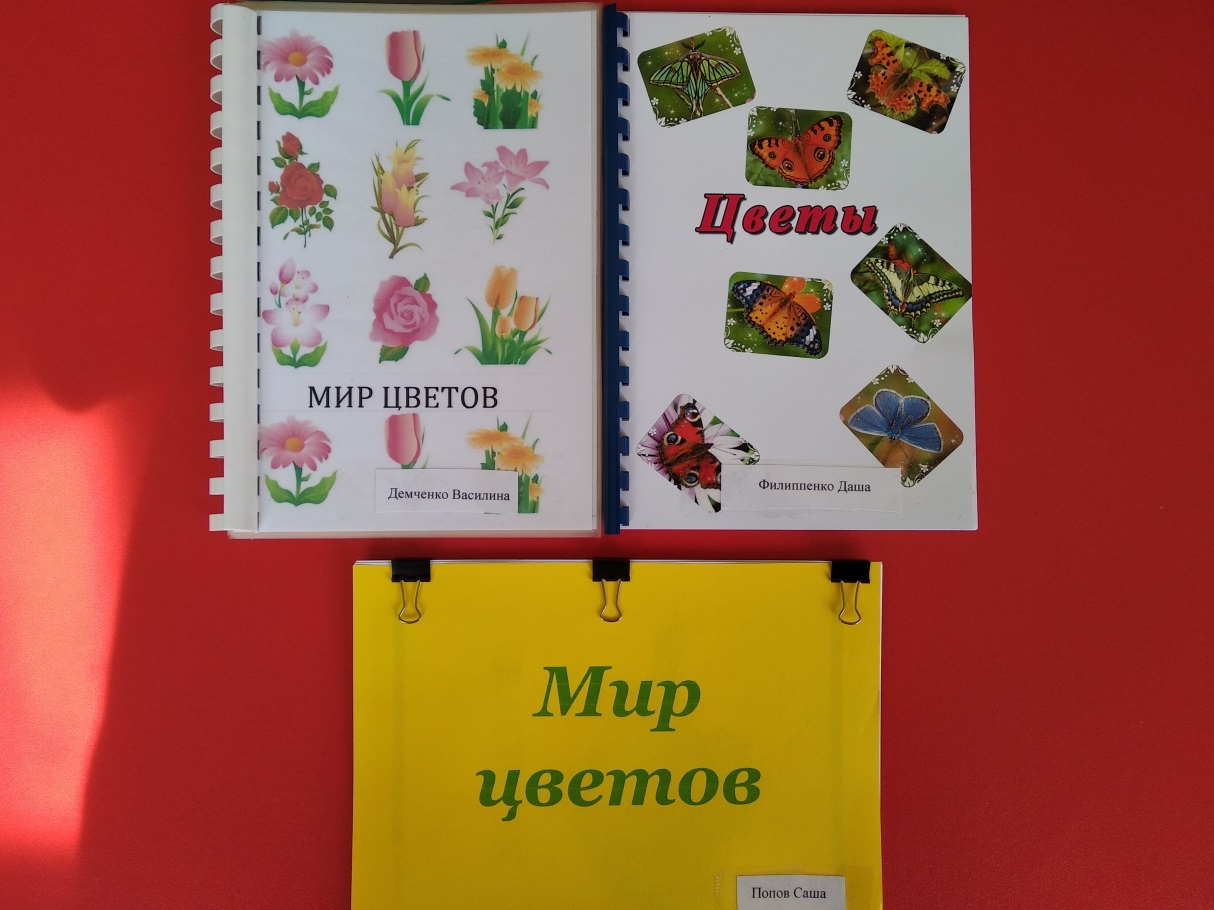 МИР ЦВЕТОВ
Демченко Василина
Цветы
Филиппенко Даша
Мир
цветов
Попов Саша